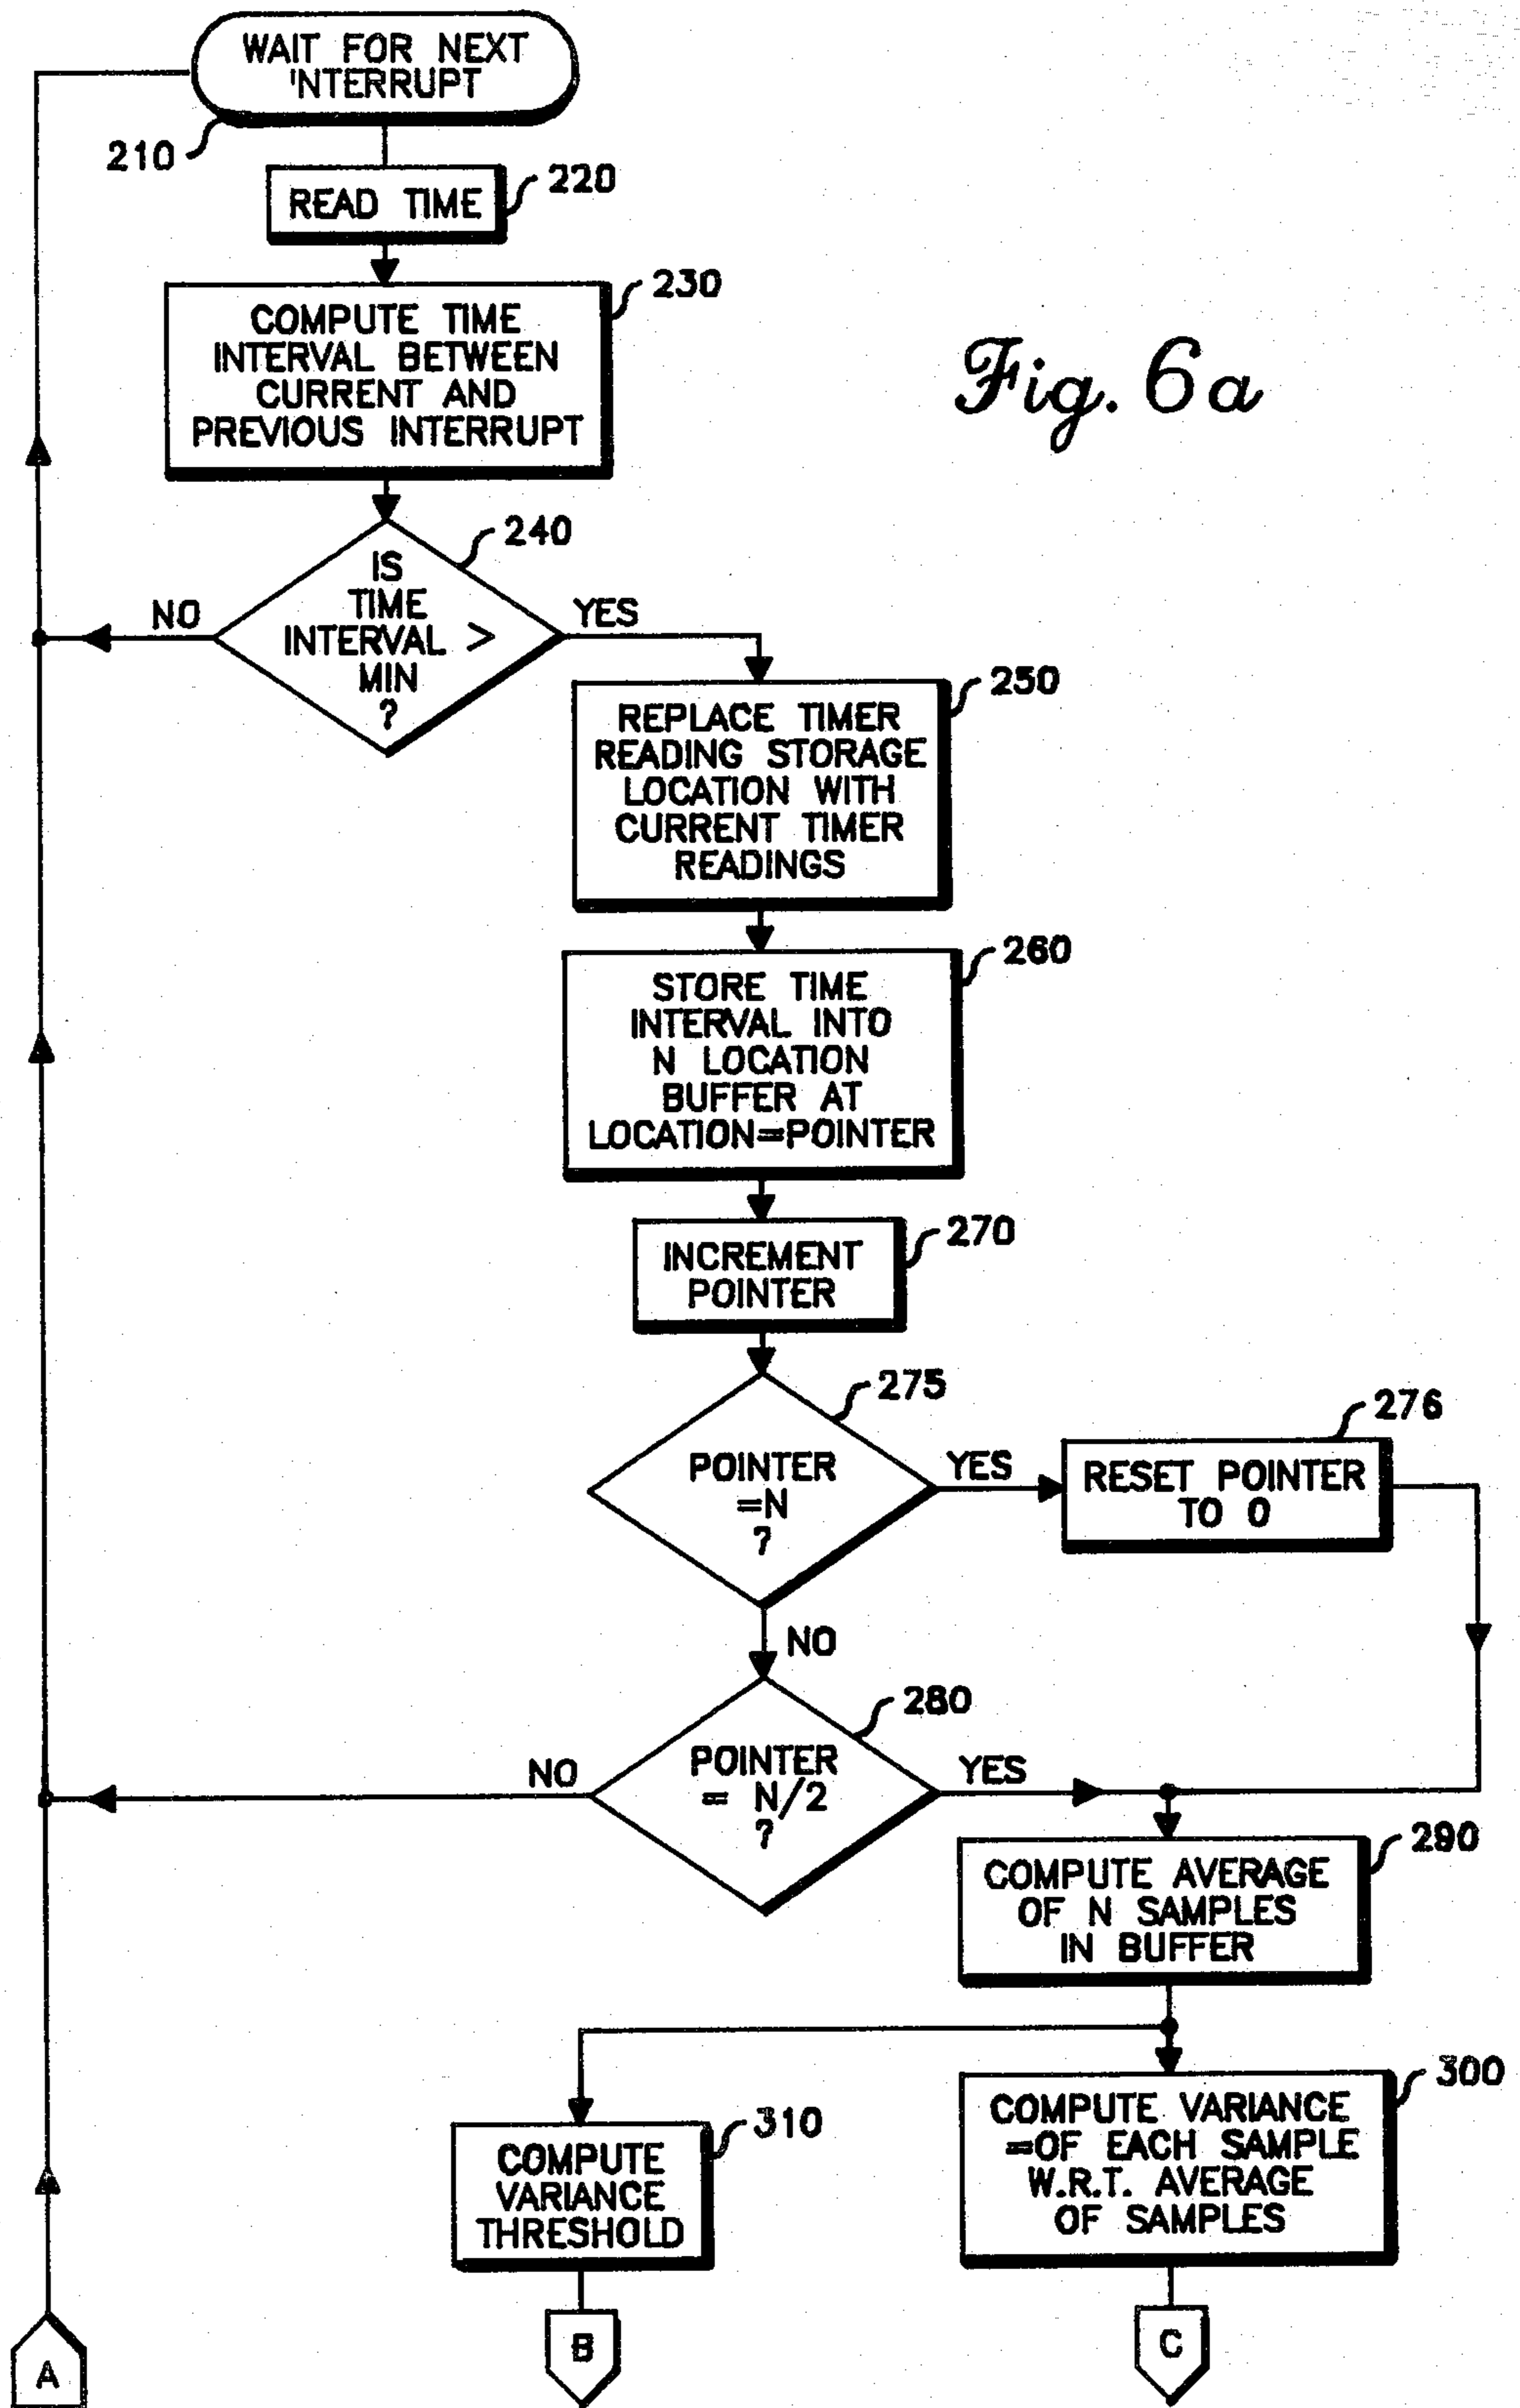 WAIT FOR NEXT
INTERRUPT
210
READ TIME
220
COMPUTE TIME
INTERVAL BETWEEN
CURRENT AND
PREVIOUS INTERRUPT
230
Fig. 6a
IS
TIME
INTERVAL >
MIN
?
240
NO
YES
REPLACE TIMER
READING STORAGE
LOCATION WITH
CURRENT TIMER
READINGS
250
STORE TIME
INTERVAL INTO
N LOCATION
BUFFER AT
LOCATION=POINTER
260
INCREMENT
POINTER
270
POINTER
=N
?
275
YES
RESET POINTER
TO 0
276
NO
POINTER
= N/2
?
280
NO
YES
COMPUTE AVERAGE
OF N SAMPLES
IN BUFFER
290
COMPUTE
VARIANCE
THRESHOLD
310
COMPUTE VARIANCE
=OF EACH SAMPLE
W.R.T. AVERAGE
OF SAMPLES
300
A
B
C